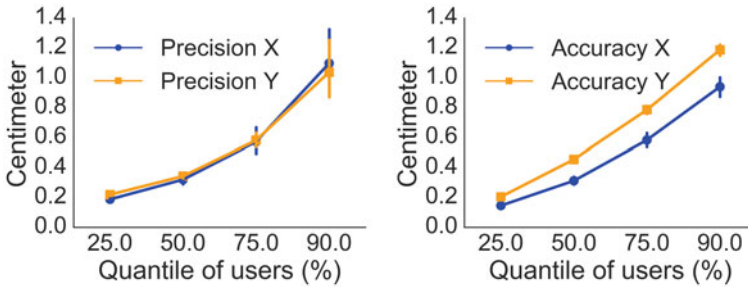 Centimeter
1.4
1.2
1.0
0.8
0.6
0.4
0.2
0.0
Precision X
Precision Y
25.0 50.0 75.0 90.0
Quantile of users (%)
Centimeter
1.4
1.2
1.0
0.8
0.6
0.4
0.2
0.0
Accuracy X
Accuracy Y
25.0 50.0 75.0 90.0
Quantile of users (%)